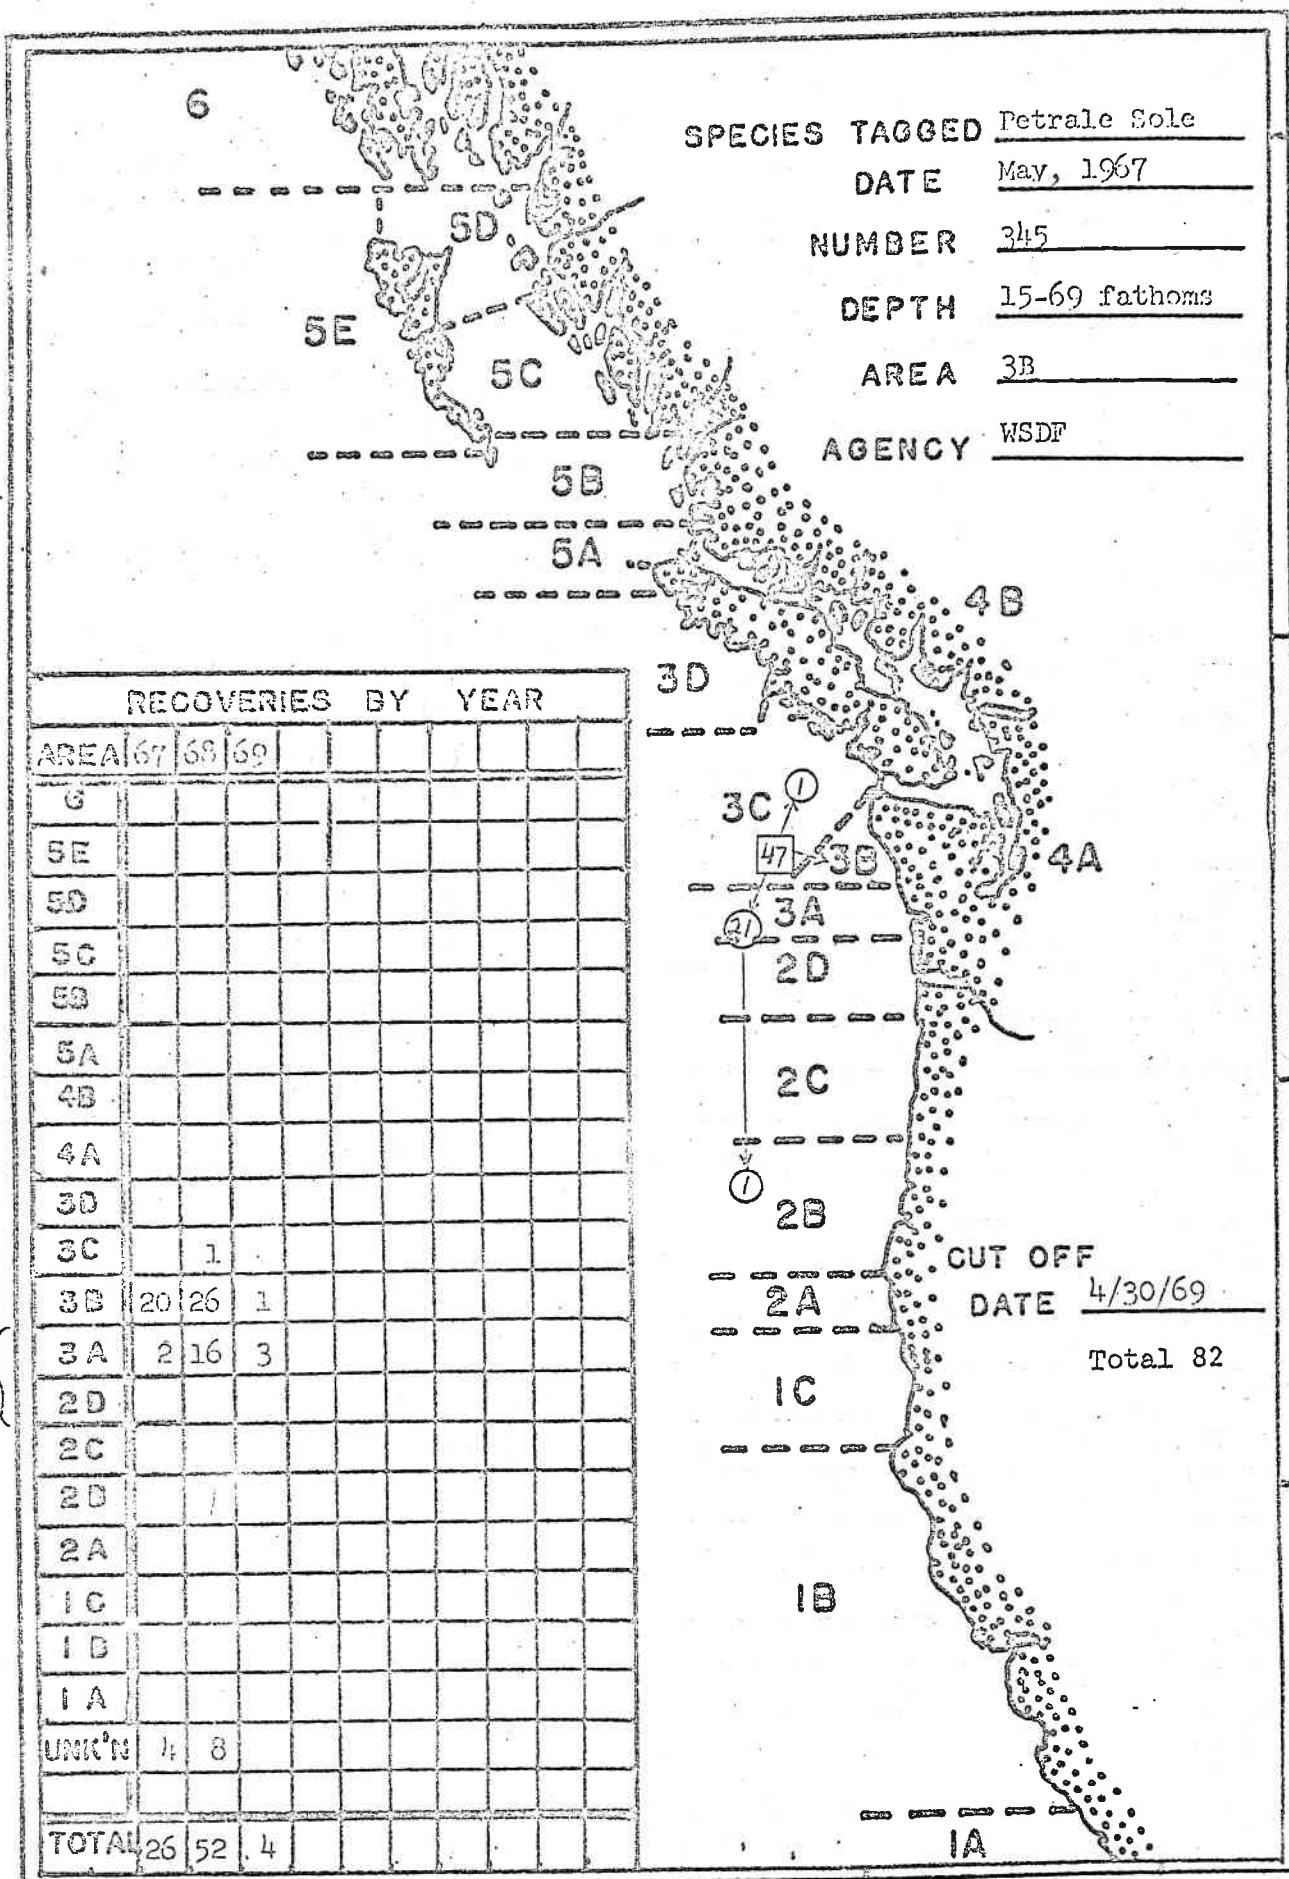 SPECIES TAGGED Petrale Sole
DATE May, 1967
NUMBER 345
DEPTH 15-69 fathoms
AREA 3B
AGENCY WSDF
6
5D
5E
5C
5B
5A
4B
3D
3C 1
47 3B
4A
3A
21
2D
2C
1
2B
2A
1C
1B
1A
CUT OFF
DATE 4/30/69
Total 82
RECOVERIES BY YEAR
AREA 67 68 69
6
5E
5D
5C
5B
5A
4B
4A
3D
3C 1
3B 20 26 1
3A 2 16 3
2D
2C
2B 1
2A
1C
1B
1A
UNK'N 4 8
TOTAL 26 52 4